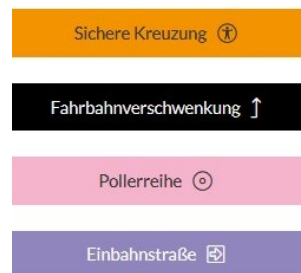 Sichere Kreuzung
Fahrbahnverschwenkung
Pollerreihe
Einbahnstraße